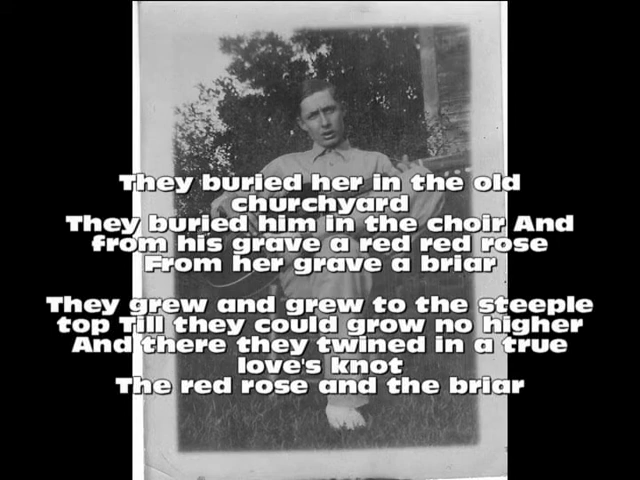 They buried her in the old
churchyard
They buried him in the choir And
from his grave a red red rose
From her grave a briar
They grew and grew to the steeple
top Till they could grow no higher
And there they twined in a true
love's knot
The red rose and the briar